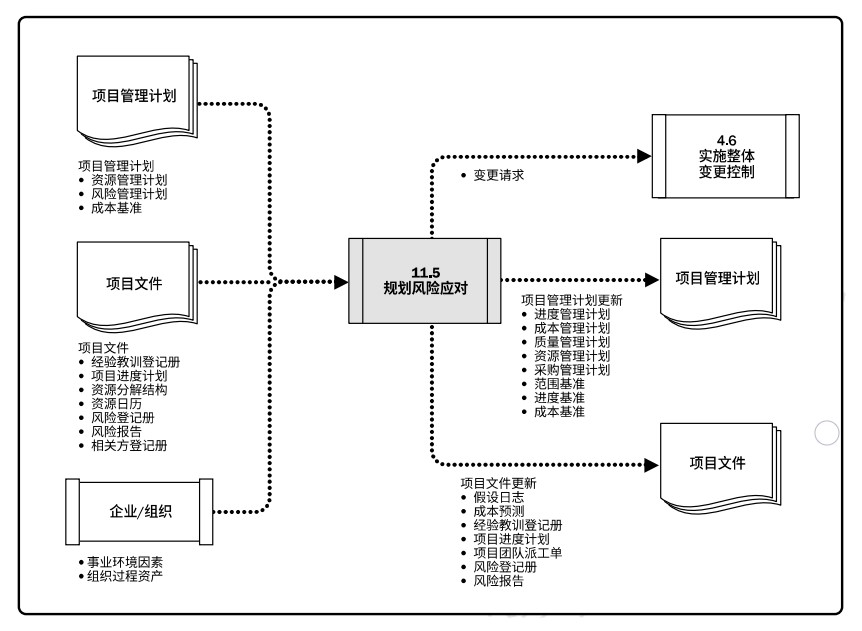 项目管理计划
项目管理计划
• 资源管理计划
• 风险管理计划
• 成本基准
项目文件
项目文件
• 经验教训登记册
• 项目进度计划
• 资源分解结构
• 资源日历
• 风险登记册
• 风险报告
• 相关方登记册
企业/组织
• 事业环境因素
• 组织过程资产
11.5
规划风险应对
• 变更请求
4.6
实施整体
变更控制
项目管理计划
项目管理计划更新
• 进度管理计划
• 成本管理计划
• 质量管理计划
• 资源管理计划
• 采购管理计划
• 范围基准
• 进度基准
• 成本基准
项目文件
项目文件更新
• 假设日志
• 成本预测
• 经验教训登记册
• 项目进度计划
• 项目团队派工单
• 风险登记册
• 风险报告